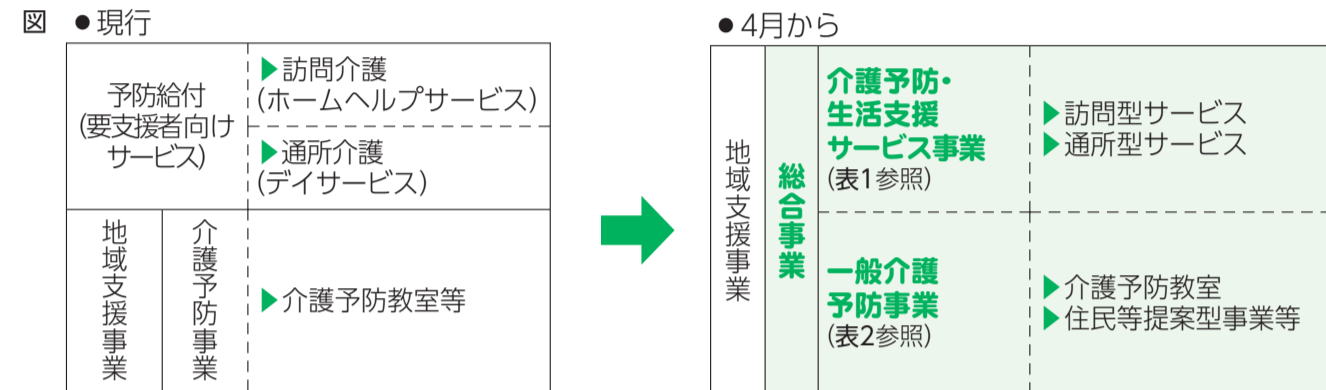 図
●現行
予防給付
(要支援者向け
サービス)
▶訪問介護
(ホームヘルプサービス)
▶通所介護
(デイサービス)
地域支援事業
介護予防事業
▶介護予防教室等
●4月から
地域支援事業
総合事業
介護予防・
生活支援
サービス事業
(表1参照)
▶訪問型サービス
▶通所型サービス
一般介護
予防事業
(表2参照)
▶介護予防教室
▶住民等提案型事業等